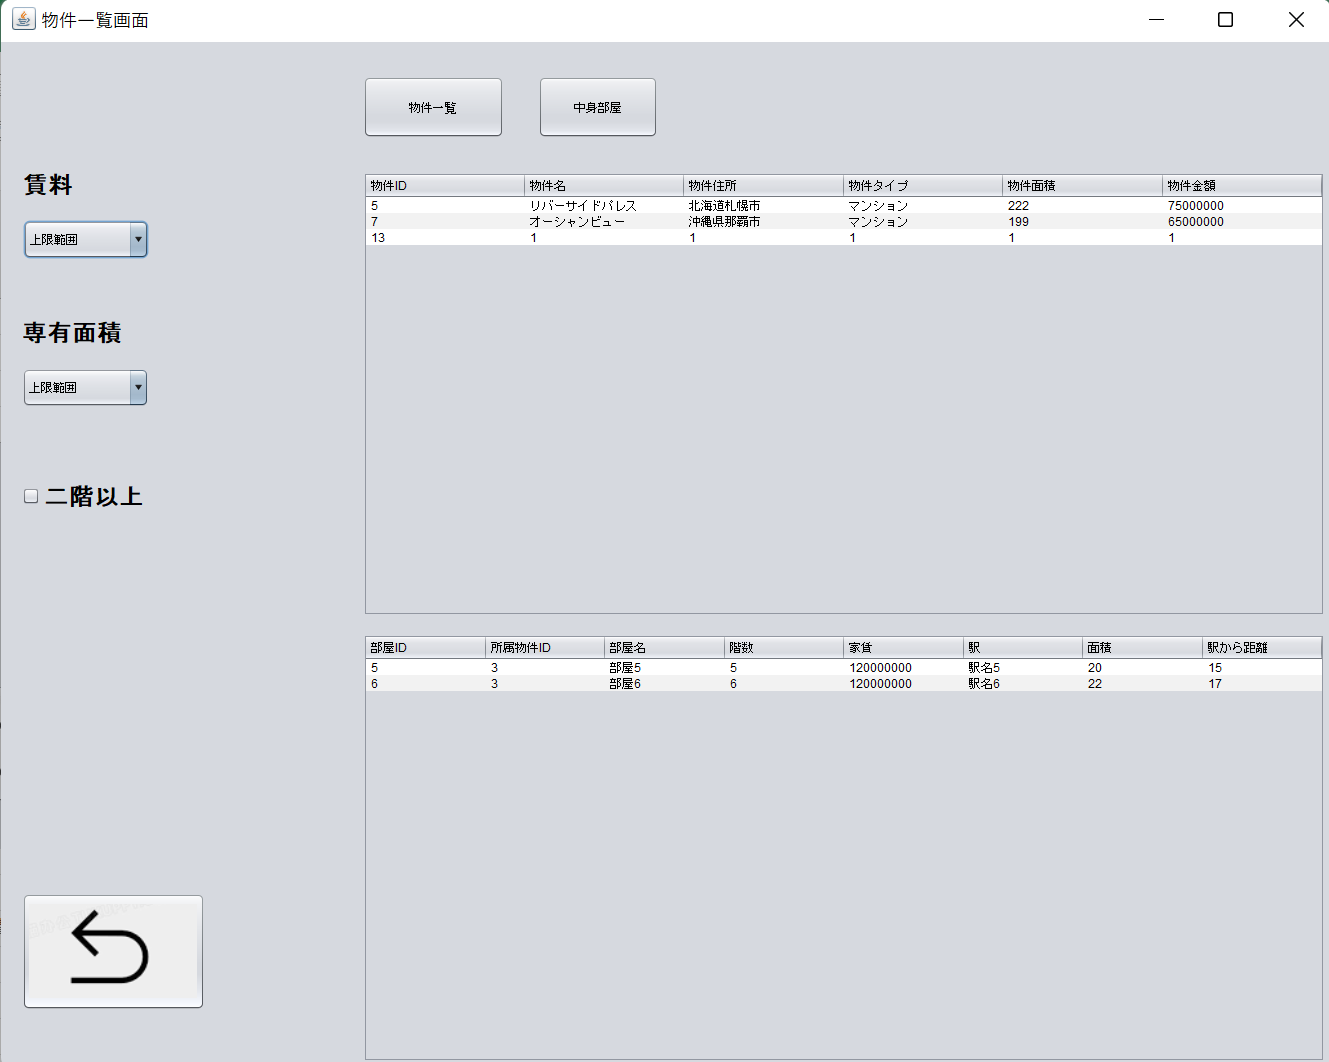 物件一覧画面
物件一覧 中身部屋
賃料
上限範囲
専有面積
上限範囲
二階以上
物件ID 物件名 物件住所 物件タイプ 物件面積 物件金額
5 リバーサイドパレス 北海道札幌市 マンション 222 75000000
7 オーシャンビュー 沖縄県那覇市 マンション 199 65000000
13 1 1 1 1 1
部屋ID 所属物件ID 部屋名 階数 家賃 駅 面積 駅から距離
5 3 部屋5 5 120000000 駅名5 20 15
6 3 部屋6 6 120000000 駅名6 22 17